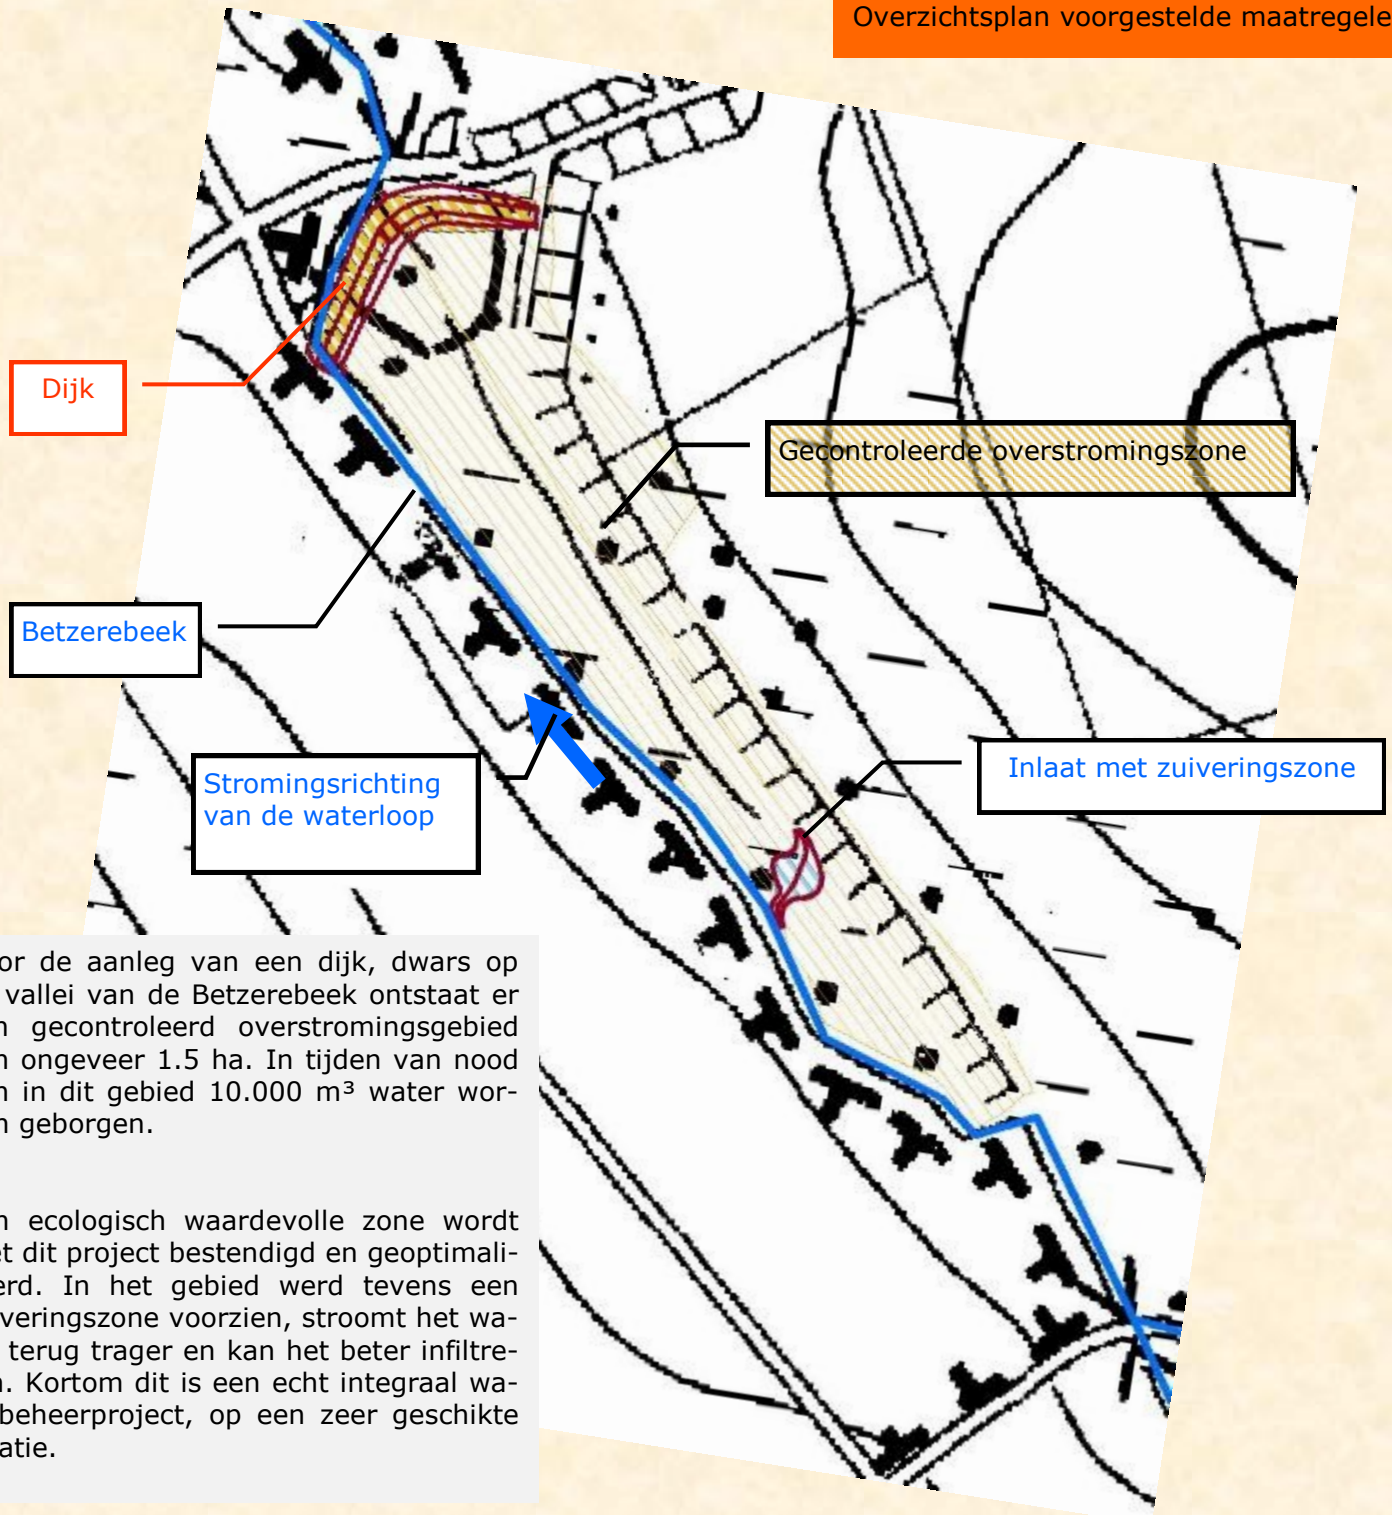 Overzichtsplan voorgestelde maatregele
Dijk
Gecontroleerde overstromingszone
Betzerebeek
Stromingsrichting
van de waterloop
Inlaat met zuiveringszone
or de aanleg van een dijk, dwars op
vallei van de Betzerebeek ontstaat er
n gecontroleerd overstromingsgebied
n ongeveer 1.5 ha. In tijden van nood
n in dit gebied 10.000 m³ water wor-
n geborgen.
n ecologisch waardevolle zone wordt
et dit project bestendigd en geoptimali-
erd. In het gebied werd tevens een
iveringszone voorzien, stroomt het wa-
terug trager en kan het beter infiltre-
n. Kortom dit is een echt integraal wa-
beheerproject, op een zeer geschikte
atie.